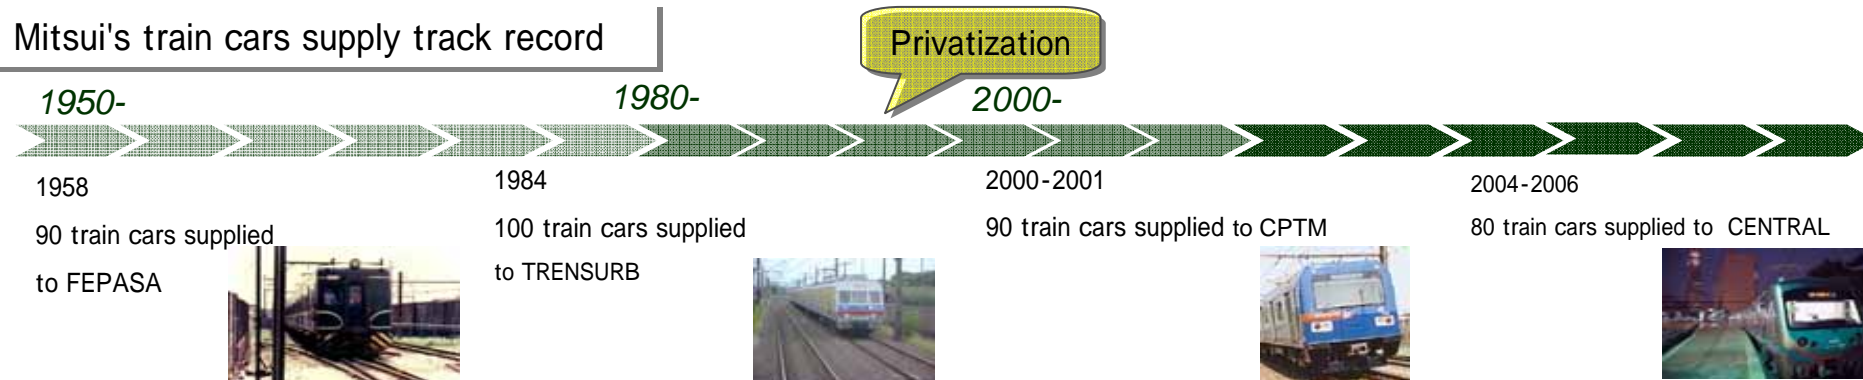 Mitsui's train cars supply track record
Privatization
1950-
1980-
2000-
1958
90 train cars supplied
to FEPASA
1984
100 train cars supplied
to TRENSURB
2000-2001
90 train cars supplied to CPTM
2004-2006
80 train cars supplied to CENTRAL